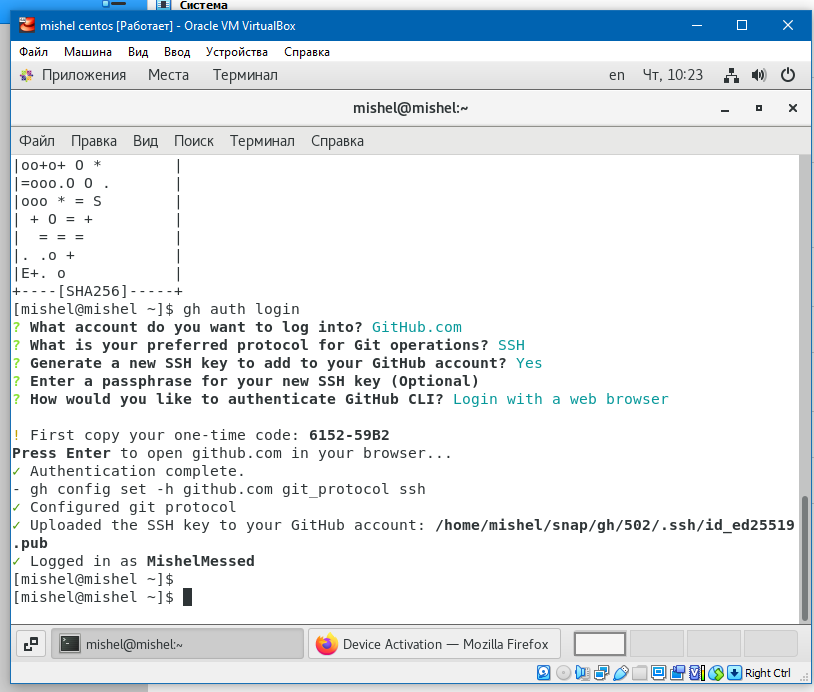 Система
mishel centos [Работает] - Oracle VM VirtualBox
Файл Машина Вид Ввод Устройства Справка
Приложения Места Терминал en Чт, 10:23
mishel@mishel:~
Файл Правка Вид Поиск Терминал Справка
|oo+o+ O *        |
|=ooo.O O .       |
|ooo * = S        |
| + O = +         |
|  = = =          |
|. .o +           |
|E+. o            |
+----[SHA256]-----+
[mishel@mishel ~]$ gh auth login
? What account do you want to log into? GitHub.com
? What is your preferred protocol for Git operations? SSH
? Generate a new SSH key to add to your GitHub account? Yes
? Enter a passphrase for your new SSH key (Optional)
? How would you like to authenticate GitHub CLI? Login with a web browser
! First copy your one-time code: 6152-59B2
Press Enter to open github.com in your browser...
✓ Authentication complete.
- gh config set -h github.com git_protocol ssh
✓ Configured git protocol
✓ Uploaded the SSH key to your GitHub account: /home/mishel/snap/gh/502/.ssh/id_ed25519
.pub
✓ Logged in as MishelMessed
[mishel@mishel ~]$
[mishel@mishel ~]$
mishel@mishel:~ Device Activation — Mozilla Firefox
Right Ctrl